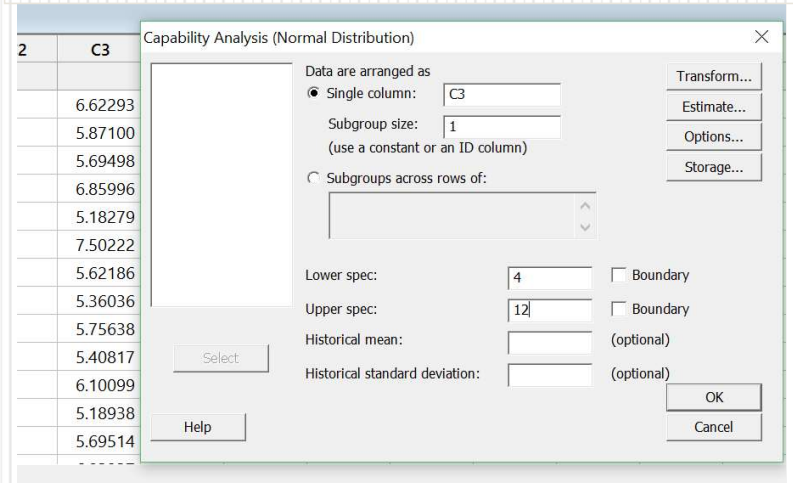 Capability Analysis (Normal Distribution)
2 C3
6.62293
5.87100
5.69498
6.85996
5.18279
7.50222
5.62186
5.36036
5.75638
5.40817
6.10099
5.18938
5.69514
Data are arranged as
Single column: C3
Subgroup size: 1
(use a constant or an ID column)
Subgroups across rows of:
Transform...
Estimate...
Options...
Storage...
Lower spec: 4 Boundary
Upper spec: 12 Boundary
Historical mean: (optional)
Historical standard deviation: (optional)
Select
Help
OK
Cancel